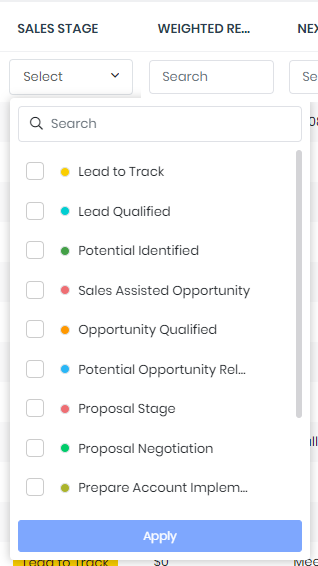 SALES STAGE WEIGHTED RE... NEX
Select Search Se
Search
Lead to Track
Lead Qualified
Potential Identified
Sales Assisted Opportunity
Opportunity Qualified
Potential Opportunity Rel...
Proposal Stage
Proposal Negotiation
Prepare Account Implem...
Apply
Lead to Track $0 Mee